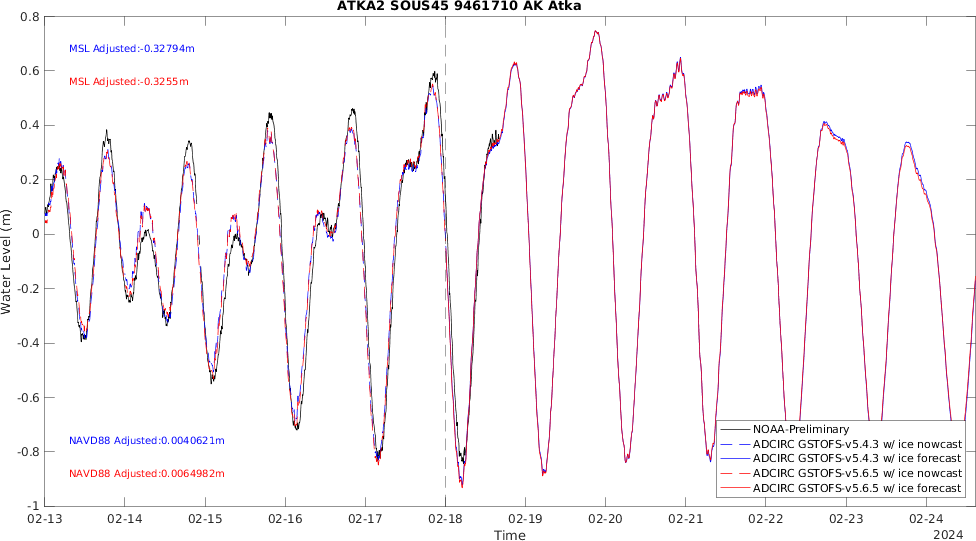 ATKA2 SOUS45 9461710 AK Atka
0.8
0.6
0.4
0.2
0
-0.2
-0.4
-0.6
-0.8
-1
Water Level (m)
MSL Adjusted:-0.32794m
MSL Adjusted:-0.3255m
NAVD88 Adjusted:0.0040621m
NAVD88 Adjusted:0.0064982m
NOAA-Preliminary
ADCIRC GSTOFS-v5.4.3 w/ ice nowcast
ADCIRC GSTOFS-v5.4.3 w/ ice forecast
ADCIRC GSTOFS-v5.6.5 w/ ice nowcast
ADCIRC GSTOFS-v5.6.5 w/ ice forecast
02-13 02-14 02-15 02-16 02-17 02-18 02-19 02-20 02-21 02-22 02-23 02-24
Time
2024